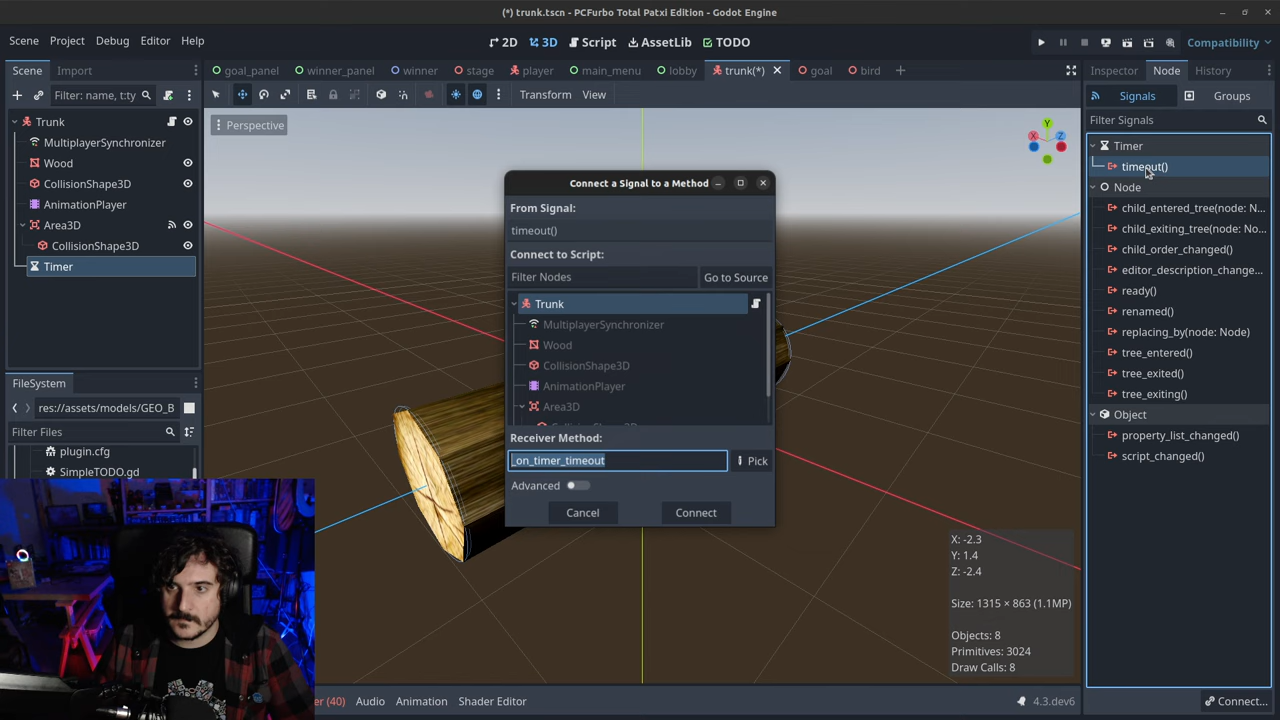 (*) trunk.tscn - PCFurbo Total Patxi Edition - Godot Engine
Scene Project Debug Editor Help
2D 3D Script AssetLib TODO
Compatibility
Scene Import
goal_panel winner_panel winner stage player main_menu lobby trunk(*) goal bird
Inspector Node History
Filter: name, t:ty
Transform View
Signals Groups
Perspective
Filter Signals
Trunk
MultiplayerSynchronizer
Wood
CollisionShape3D
AnimationPlayer
Area3D
CollisionShape3D
Timer
FileSystem
res://assets/models/GEO_B
Filter Files
plugin.cfg
SimpleTODO.gd
Y
X
Z
Connect a Signal to a Method
From Signal:
timeout()
Connect to Script:
Filter Nodes Go to Source
Trunk
MultiplayerSynchronizer
Wood
CollisionShape3D
AnimationPlayer
Area3D
Receiver Method:
_on_timer_timeout Pick
Advanced
Cancel Connect
X: -2.3
Y: 1.4
Z: -2.4
Size: 1315 × 863 (1.1MP)
Objects: 8
Primitives: 3024
Draw Calls: 8
Timer
timeout()
Node
child_entered_tree(node: N...
child_exiting_tree(node: No...
child_order_changed()
editor_description_change...
ready()
renamed()
replacing_by(node: Node)
tree_entered()
tree_exited()
tree_exiting()
Object
property_list_changed()
script_changed()
(40) Audio Animation Shader Editor
4.3.dev6
Connect...